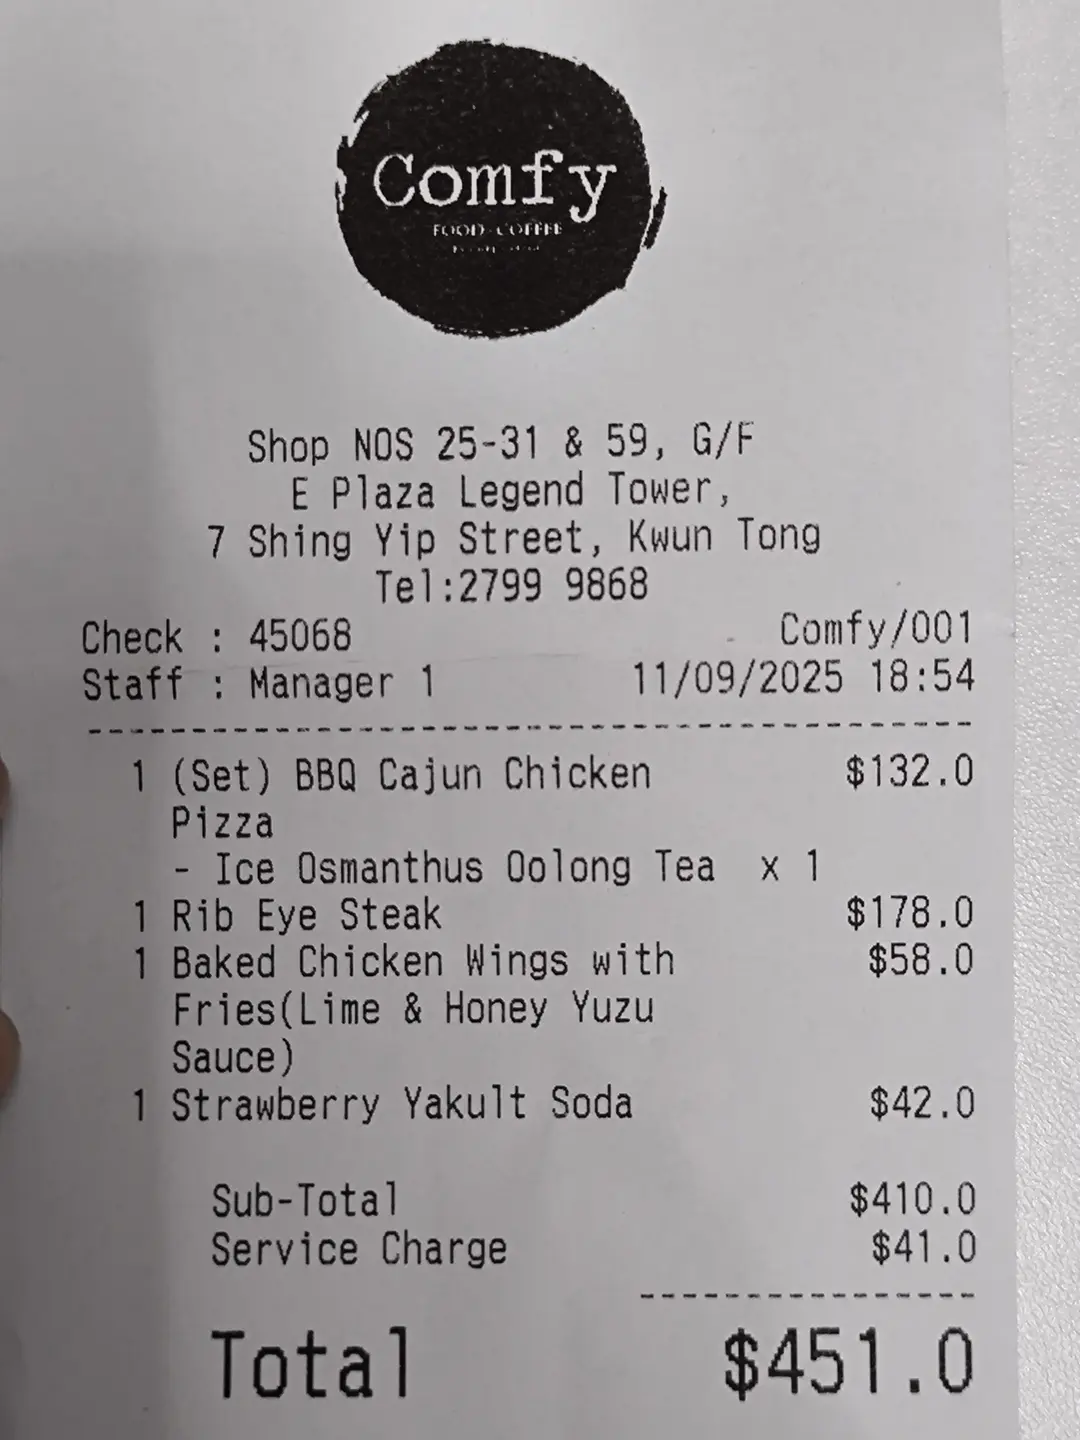 Comfy
FOOD · COFFEE
Shop NOS 25-31 & 59, G/F
E Plaza Legend Tower,
7 Shing Yip Street, Kwun Tong
Tel:2799 9868
Check : 45068 Comfy/001
Staff : Manager 1 11/09/2025 18:54
1 (Set) BBQ Cajun Chicken $132.0
Pizza
- Ice Osmanthus Oolong Tea x 1
1 Rib Eye Steak $178.0
1 Baked Chicken Wings with $58.0
Fries(Lime & Honey Yuzu
Sauce)
1 Strawberry Yakult Soda $42.0
Sub-Total $410.0
Service Charge $41.0
Total $451.0